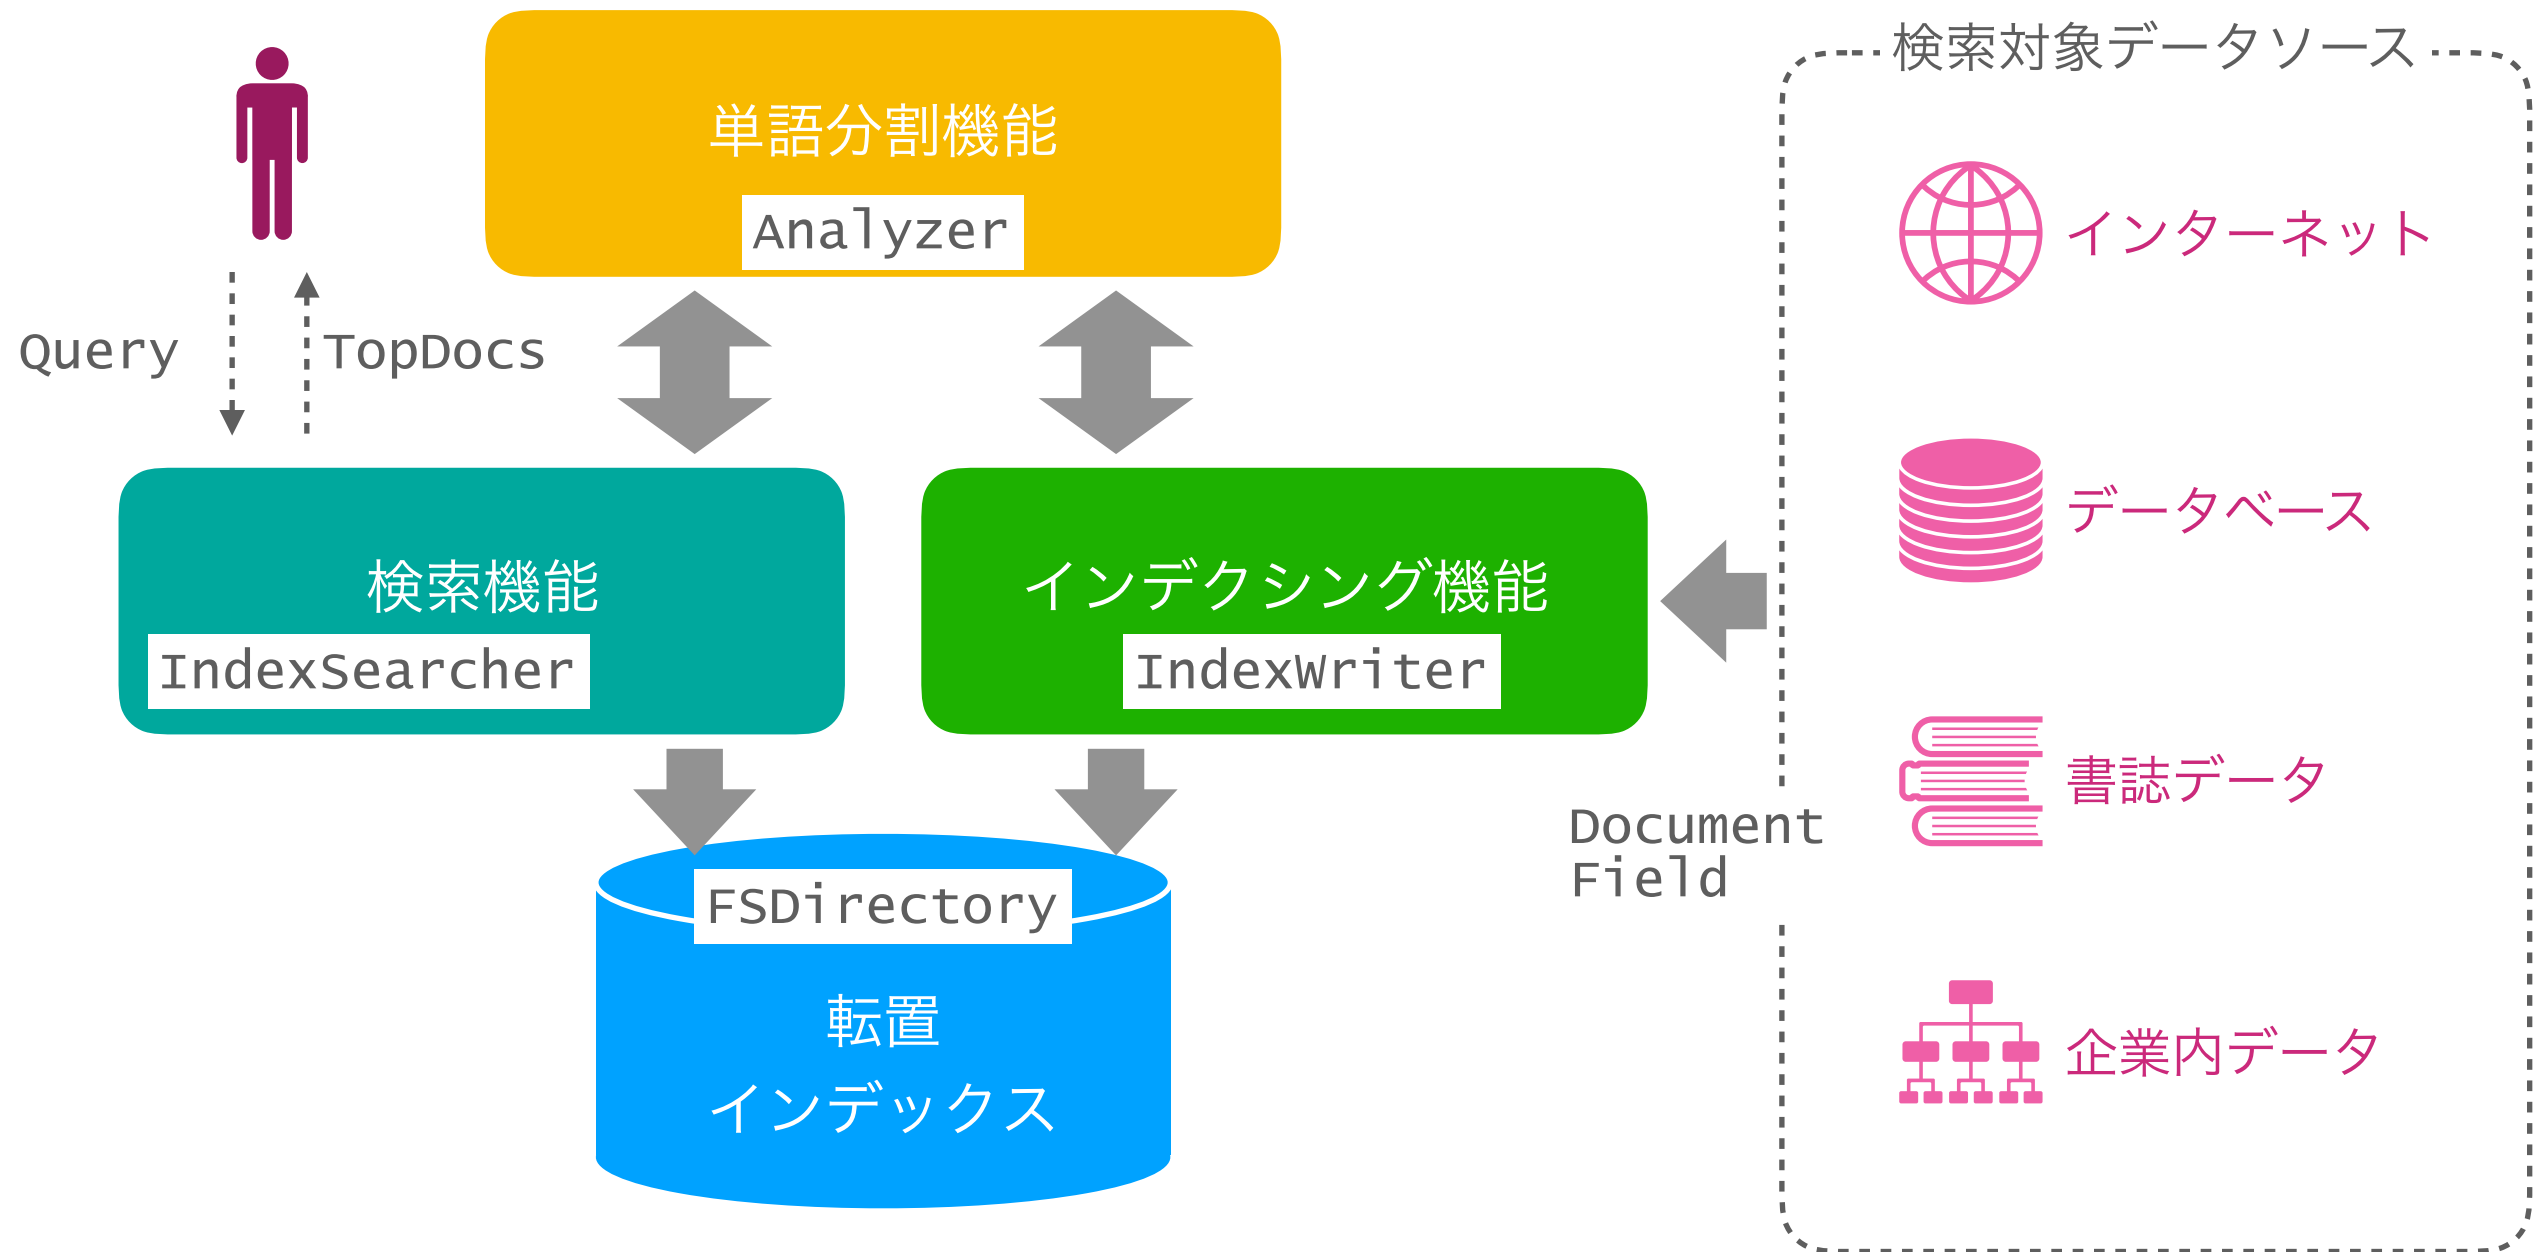 検索対象データソース
単語分割機能
Analyzer
インターネット
Query
TopDocs
データベース
検索機能
IndexSearcher
インデクシング機能
IndexWriter
書誌データ
Document
Field
FSDirectory
転置
インデックス
企業内データ